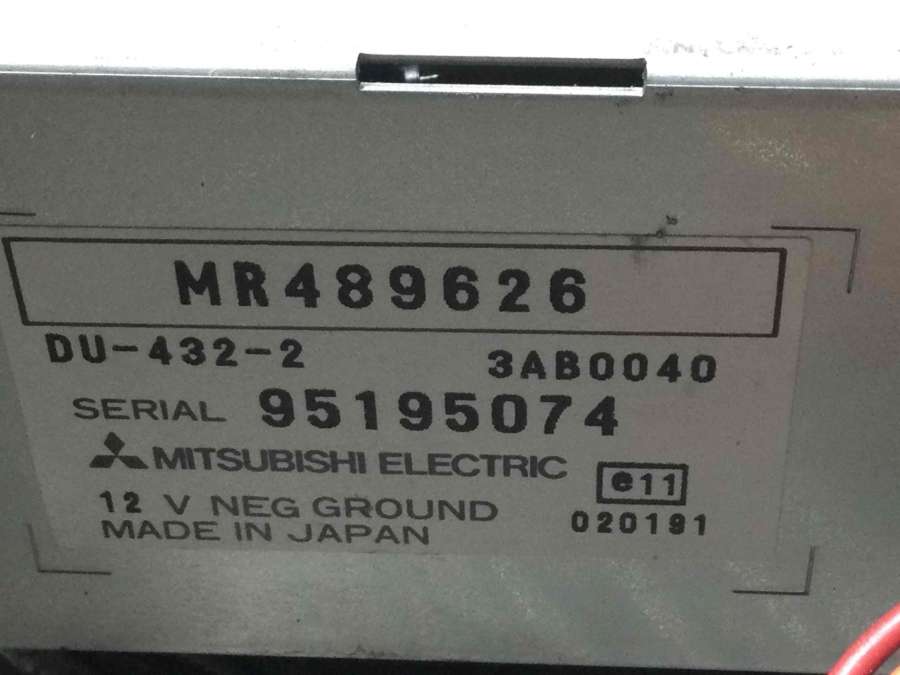 MR489626
DU-432-2 3AB0040
SERIAL 95195074
MITSUBISHI ELECTRIC
e11
12 V NEG GROUND
020191
MADE IN JAPAN